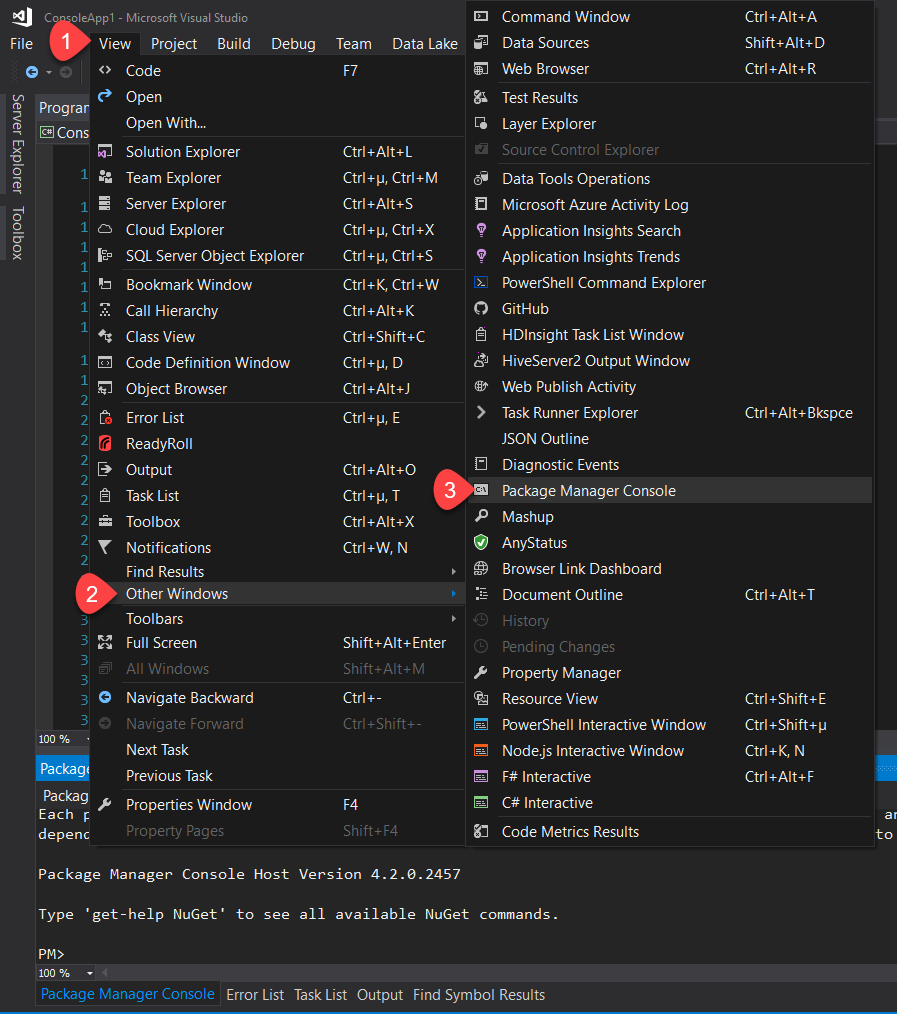 ConsoleApp1 - Microsoft Visual Studio
File
1
View
Project
Build
Debug
Team
Data Lake
Server Explorer
Toolbox
C#
Code F7
Open
Open With...
Solution Explorer Ctrl+Alt+L
Team Explorer Ctrl+µ, Ctrl+M
Server Explorer Ctrl+Alt+S
Cloud Explorer Ctrl+µ, Ctrl+X
SQL Server Object Explorer Ctrl+µ, Ctrl+S
Bookmark Window Ctrl+K, Ctrl+W
Call Hierarchy Ctrl+Alt+K
Class View Ctrl+Shift+C
Code Definition Window Ctrl+µ, D
Object Browser Ctrl+Alt+J
Error List Ctrl+µ, E
ReadyRoll
Output Ctrl+Alt+O
Task List Ctrl+µ, T
Toolbox Ctrl+Alt+X
Notifications Ctrl+W, N
Find Results
2
Other Windows
Toolbars
Full Screen Shift+Alt+Enter
All Windows Shift+Alt+M
Navigate Backward Ctrl+-
Navigate Forward Ctrl+Shift+-
Next Task
Previous Task
Properties Window F4
Property Pages Shift+F4
Command Window Ctrl+Alt+A
Data Sources Shift+Alt+D
Web Browser Ctrl+Alt+R
Test Results
Layer Explorer
Source Control Explorer
Data Tools Operations
Microsoft Azure Activity Log
Application Insights Search
Application Insights Trends
PowerShell Command Explorer
GitHub
HDInsight Task List Window
HiveServer2 Output Window
Web Publish Activity
Task Runner Explorer Ctrl+Alt+Bkspce
JSON Outline
Diagnostic Events
3
Package Manager Console
Mashup
AnyStatus
Browser Link Dashboard
Document Outline Ctrl+Alt+T
History
Pending Changes
Property Manager
Resource View Ctrl+Shift+E
PowerShell Interactive Window Ctrl+Shift+µ
Node.js Interactive Window Ctrl+K, N
F# Interactive Ctrl+Alt+F
C# Interactive
Code Metrics Results
100 %
Package
Each
to
Package Manager Console Host Version 4.2.0.2457
Type 'get-help NuGet' to see all available NuGet commands.
PM>
100 %
Package Manager Console Error List Task List Output Find Symbol Results